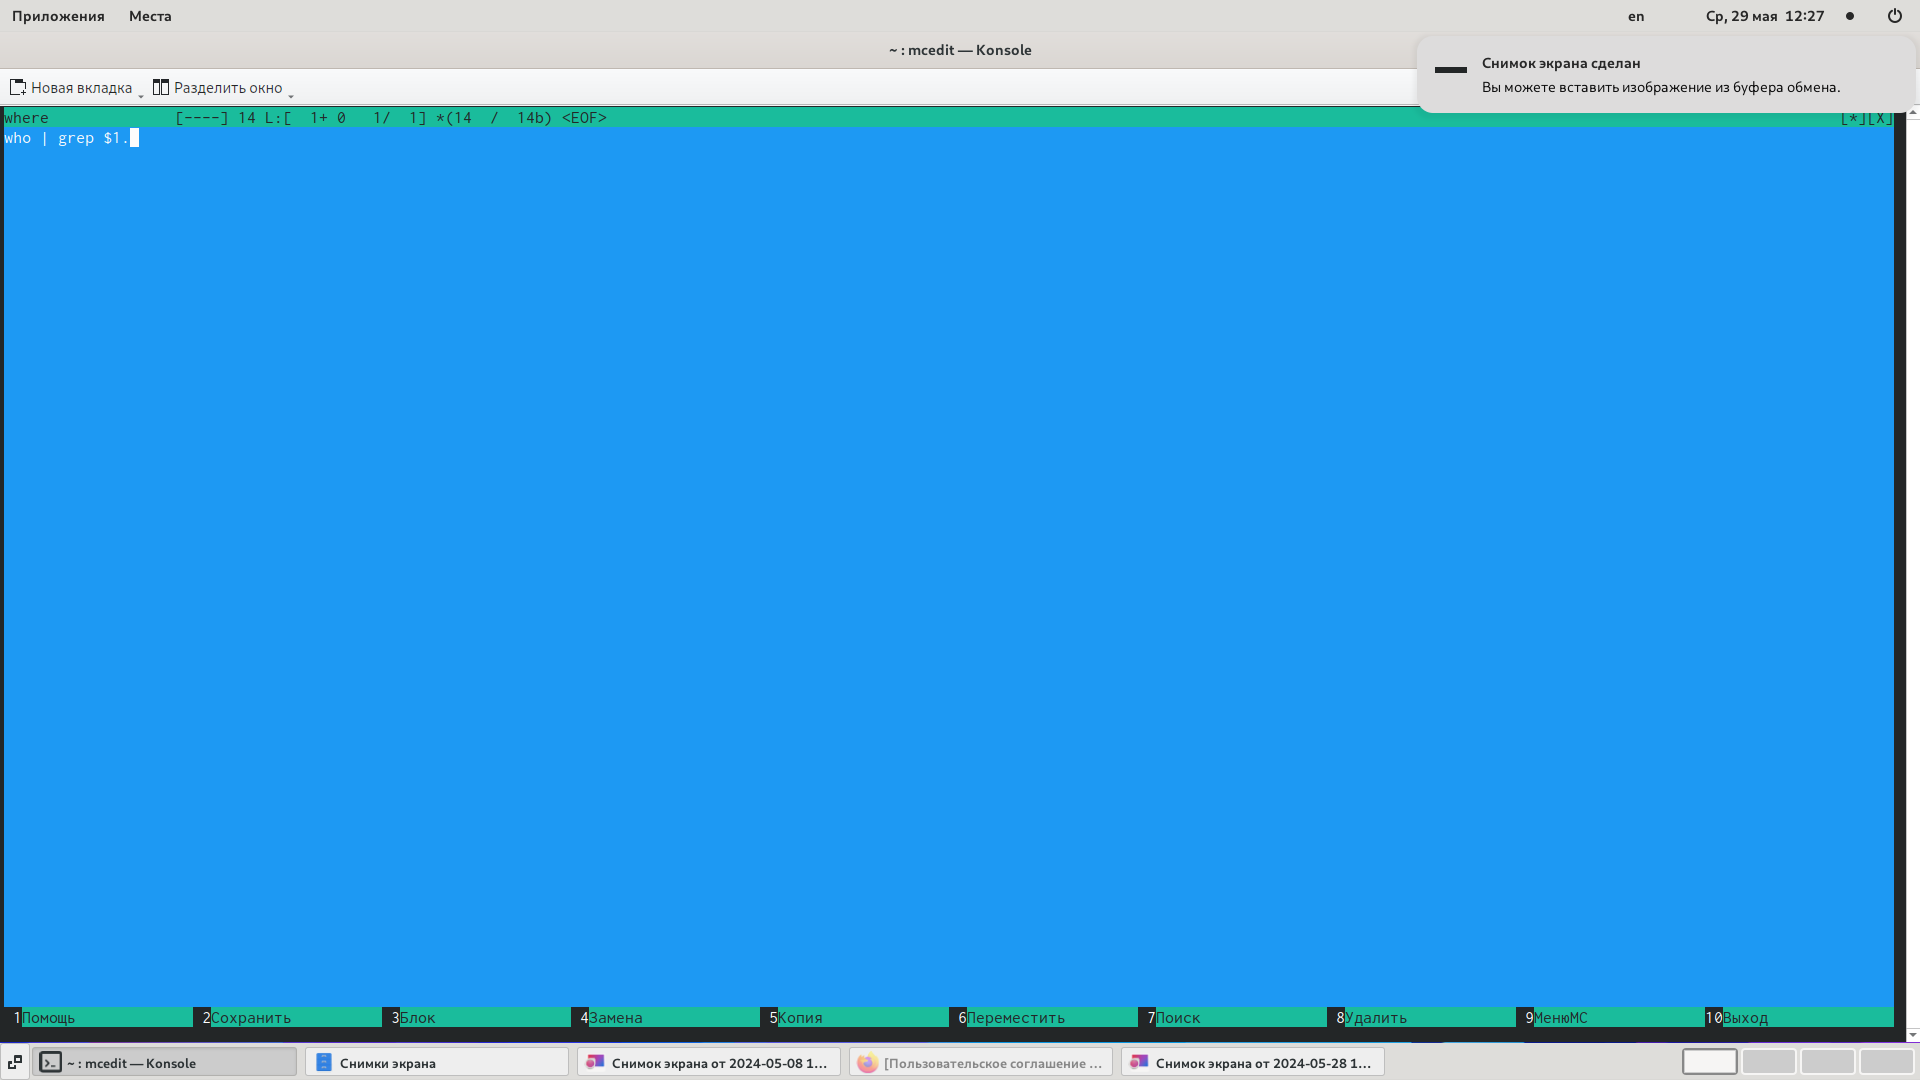 Приложения Места en Ср, 29 мая 12:27
~ : mcedit — Konsole
Снимок экрана сделан
Вы можете вставить изображение из буфера обмена.
Новая вкладка Разделить окно
where [----] 14 L:[ 1+ 0 1/ 1] *(14 / 14b) <EOF> [*][X]
who | grep $1.
1Помощь 2Сохранить 3Блок 4Замена 5Копия 6Переместить 7Поиск 8Удалить 9МенюMC 10Выход
~ : mcedit — Konsole Снимки экрана Снимок экрана от 2024-05-08 1... [Пользовательское соглашение ... Снимок экрана от 2024-05-28 1...